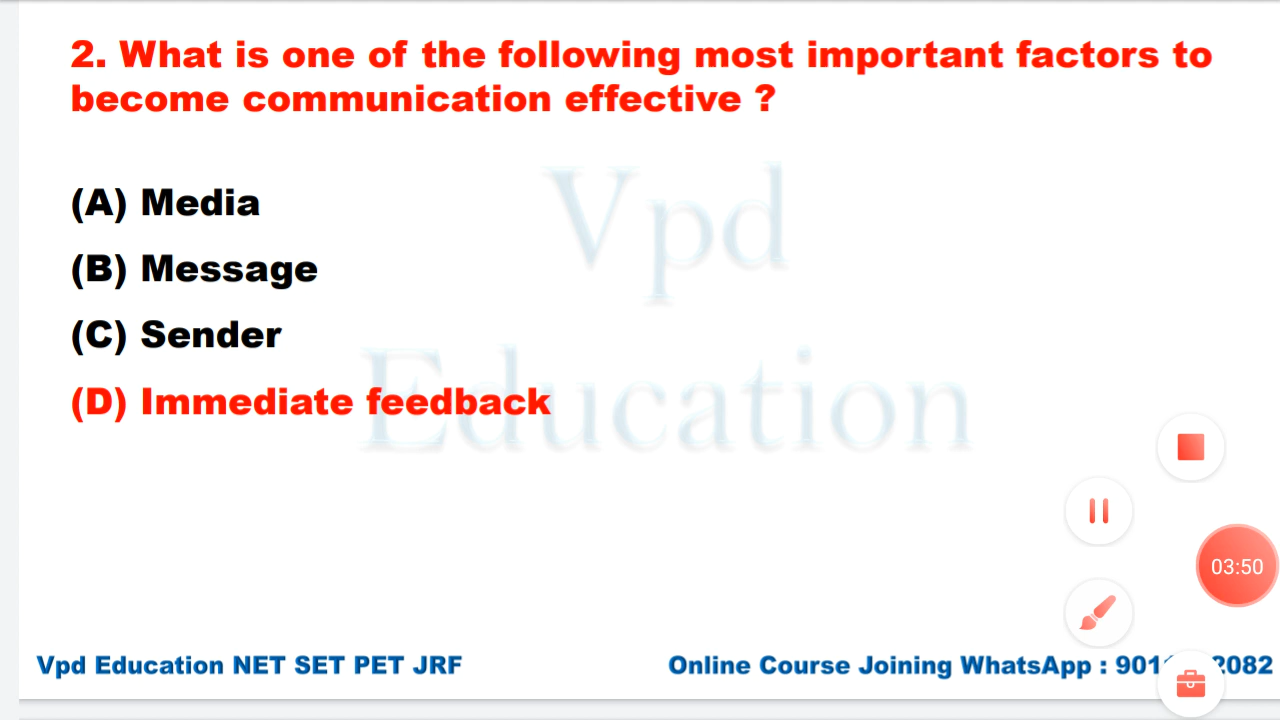 2. What is one of the following most important factors to
become communication effective ?
Vpd
(A) Media
(B) Message
(C) Sender
Education
(D) Immediate feedback
03:50
Vpd Education NET SET PET JRF
Online Course Joining WhatsApp :